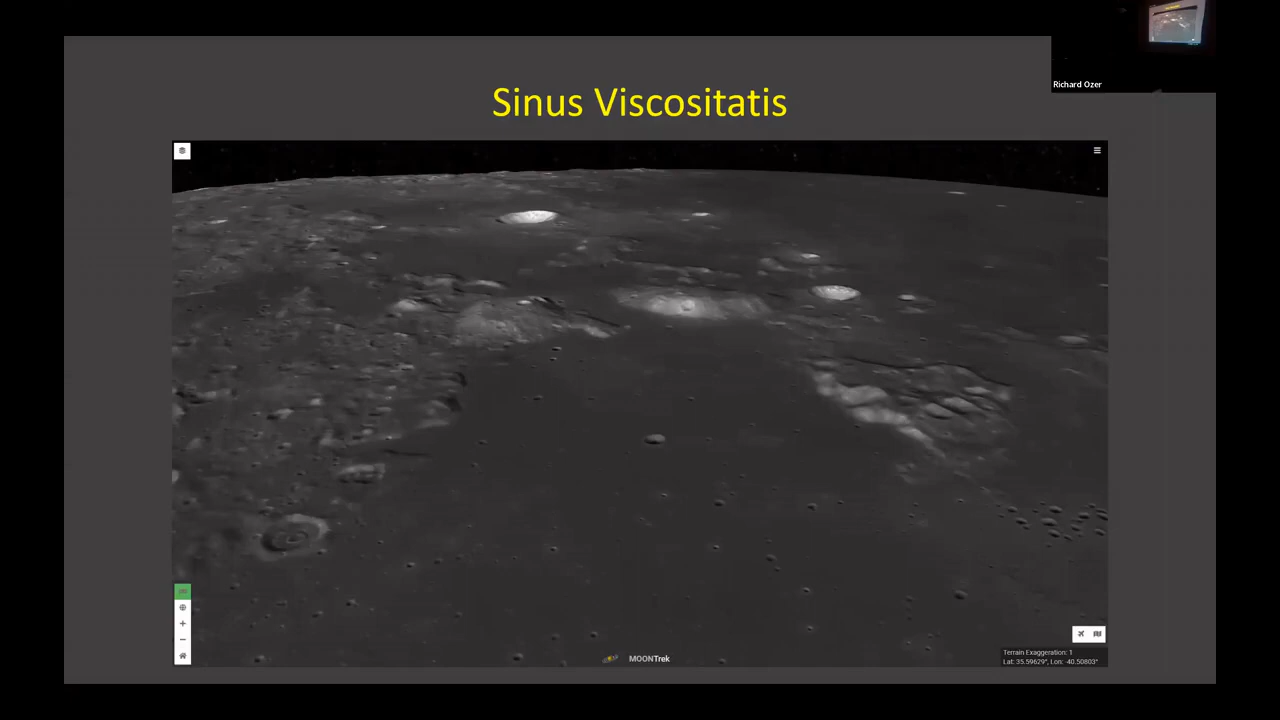 Richard Ozer
Sinus Viscositatis
MOONTrek
Terrain Exaggeration: 1
Lat: 35.59629°, Lon: -40.50803°